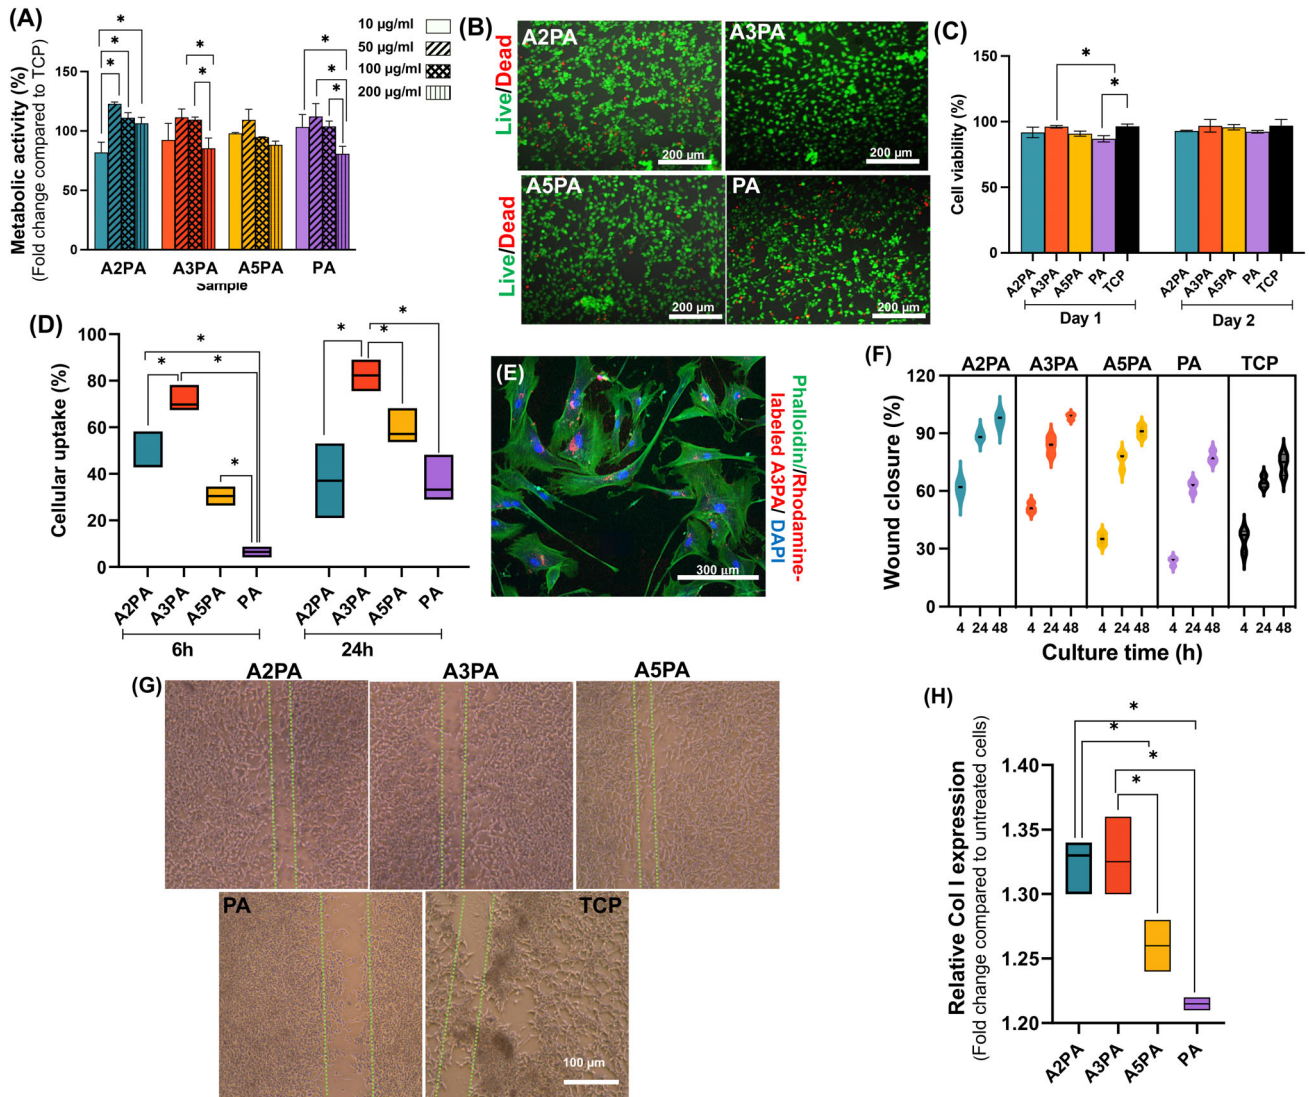 (A)
Metabolic activity (%)
(Fold change compared to TCP)
150
100
50
0
*
*
*
*
*
*
*
*
10 µg/ml
50 µg/ml
100 µg/ml
200 µg/ml
A2PA
A3PA
A5PA
PA
Sample
(B)
Live/Dead
Live/Dead
A2PA
200 µm
A3PA
200 µm
A5PA
200 µm
PA
200 µm
(C)
Cell viability (%)
150
100
50
0
*
*
A2PA
A3PA
A5PA
PA
TCP
Day 1
A2PA
A3PA
A5PA
PA
TCP
Day 2
(D)
Cellular uptake (%)
100
80
60
40
20
0
*
*
*
*
*
*
*
A2PA
A3PA
A5PA
PA
6h
A2PA
A3PA
A5PA
PA
24h
(E)
300 µm
Phalloidin//Rhodamine-
labeled A3PA/ DAPI
(F)
A2PA
A3PA
A5PA
PA
TCP
Wound closure (%)
120
90
60
30
0
4 24 48
4 24 48
4 24 48
4 24 48
4 24 48
Culture time (h)
(G)
A2PA
A3PA
A5PA
PA
TCP
100 µm
(H)
Relative Col I expression
(Fold change compared to untreated cells)
1.40
1.35
1.30
1.25
1.20
*
*
*
*
A2PA
A3PA
A5PA
PA